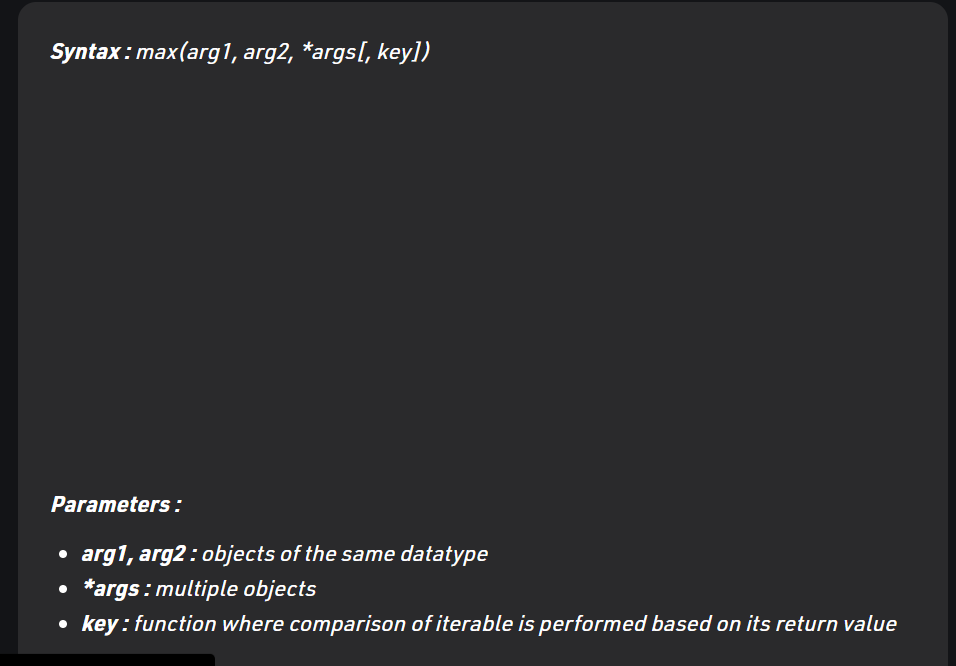 Syntax : max(arg1, arg2, *args[, key])
Parameters :
arg1, arg2 : objects of the same datatype
*args : multiple objects
key : function where comparison of iterable is performed based on its return value